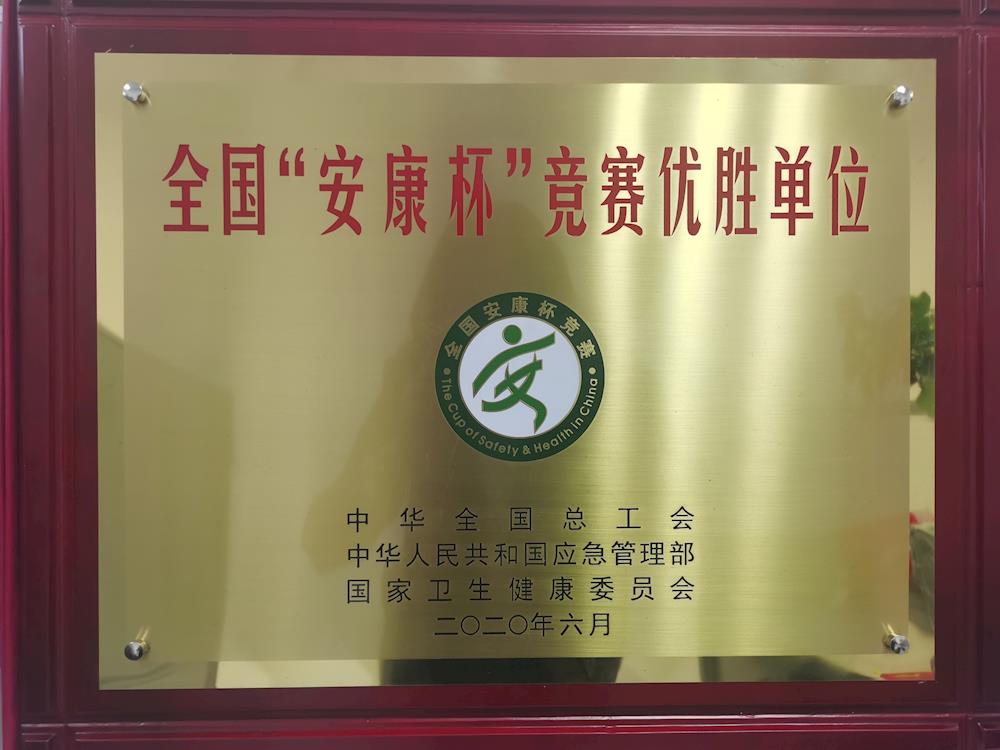 全国“安康杯”竞赛优胜单位
全国安康杯竞赛
The Cup of Safety & Health in China
中华全国总工会
中华人民共和国应急管理部
国家卫生健康委员会
二〇二〇年六月